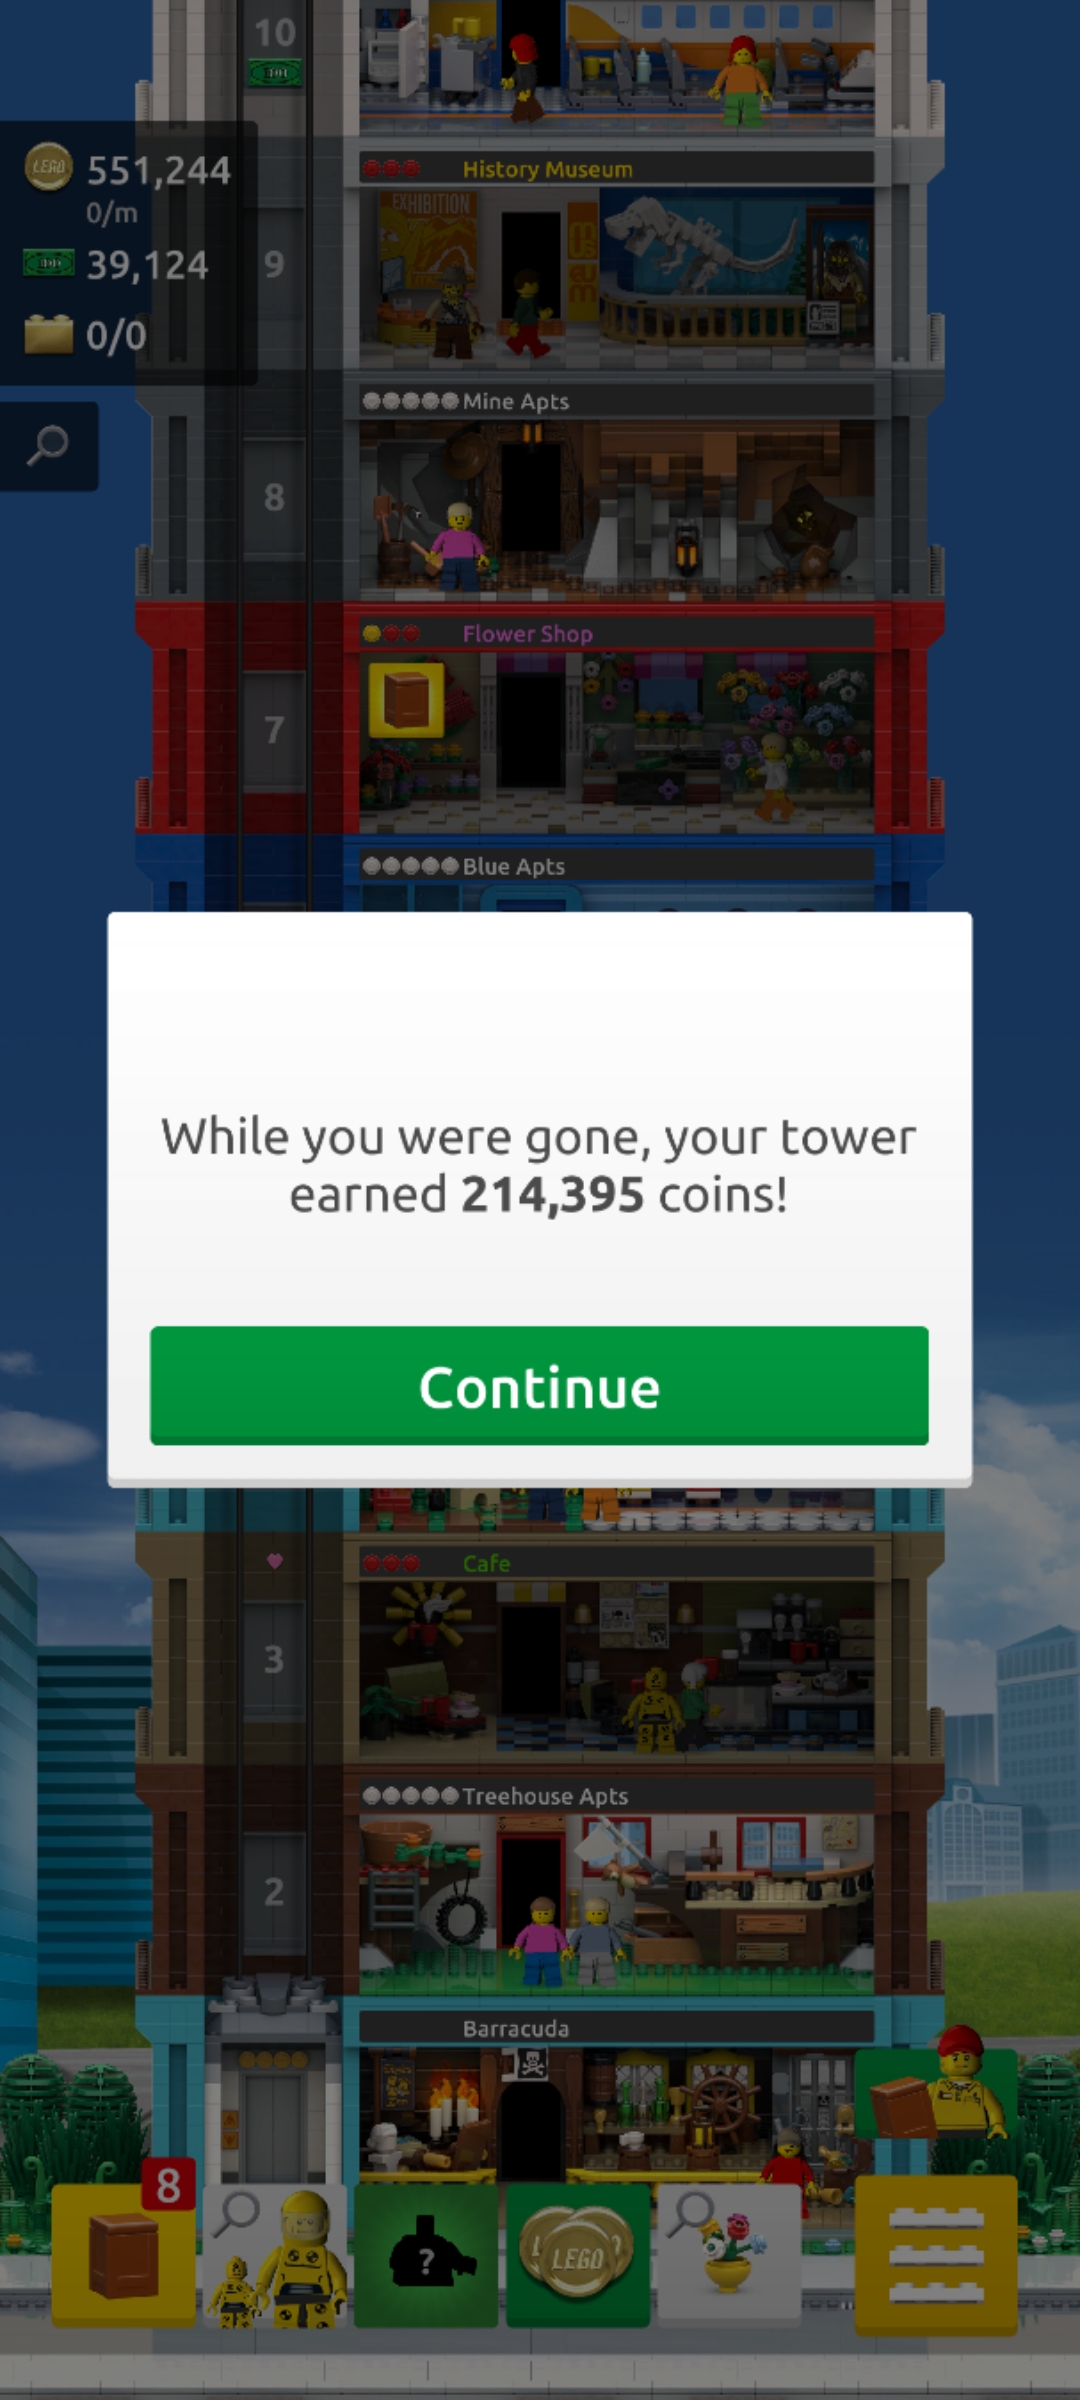 10
LEGO 551,244
0/m
39,124
0/0
History Museum
EXHIBITION
9
Mine Apts
8
Flower Shop
7
Blue Apts
While you were gone, your tower
earned 214,395 coins!
Continue
Cafe
3
Treehouse Apts
2
Barracuda
8
?
LEGO